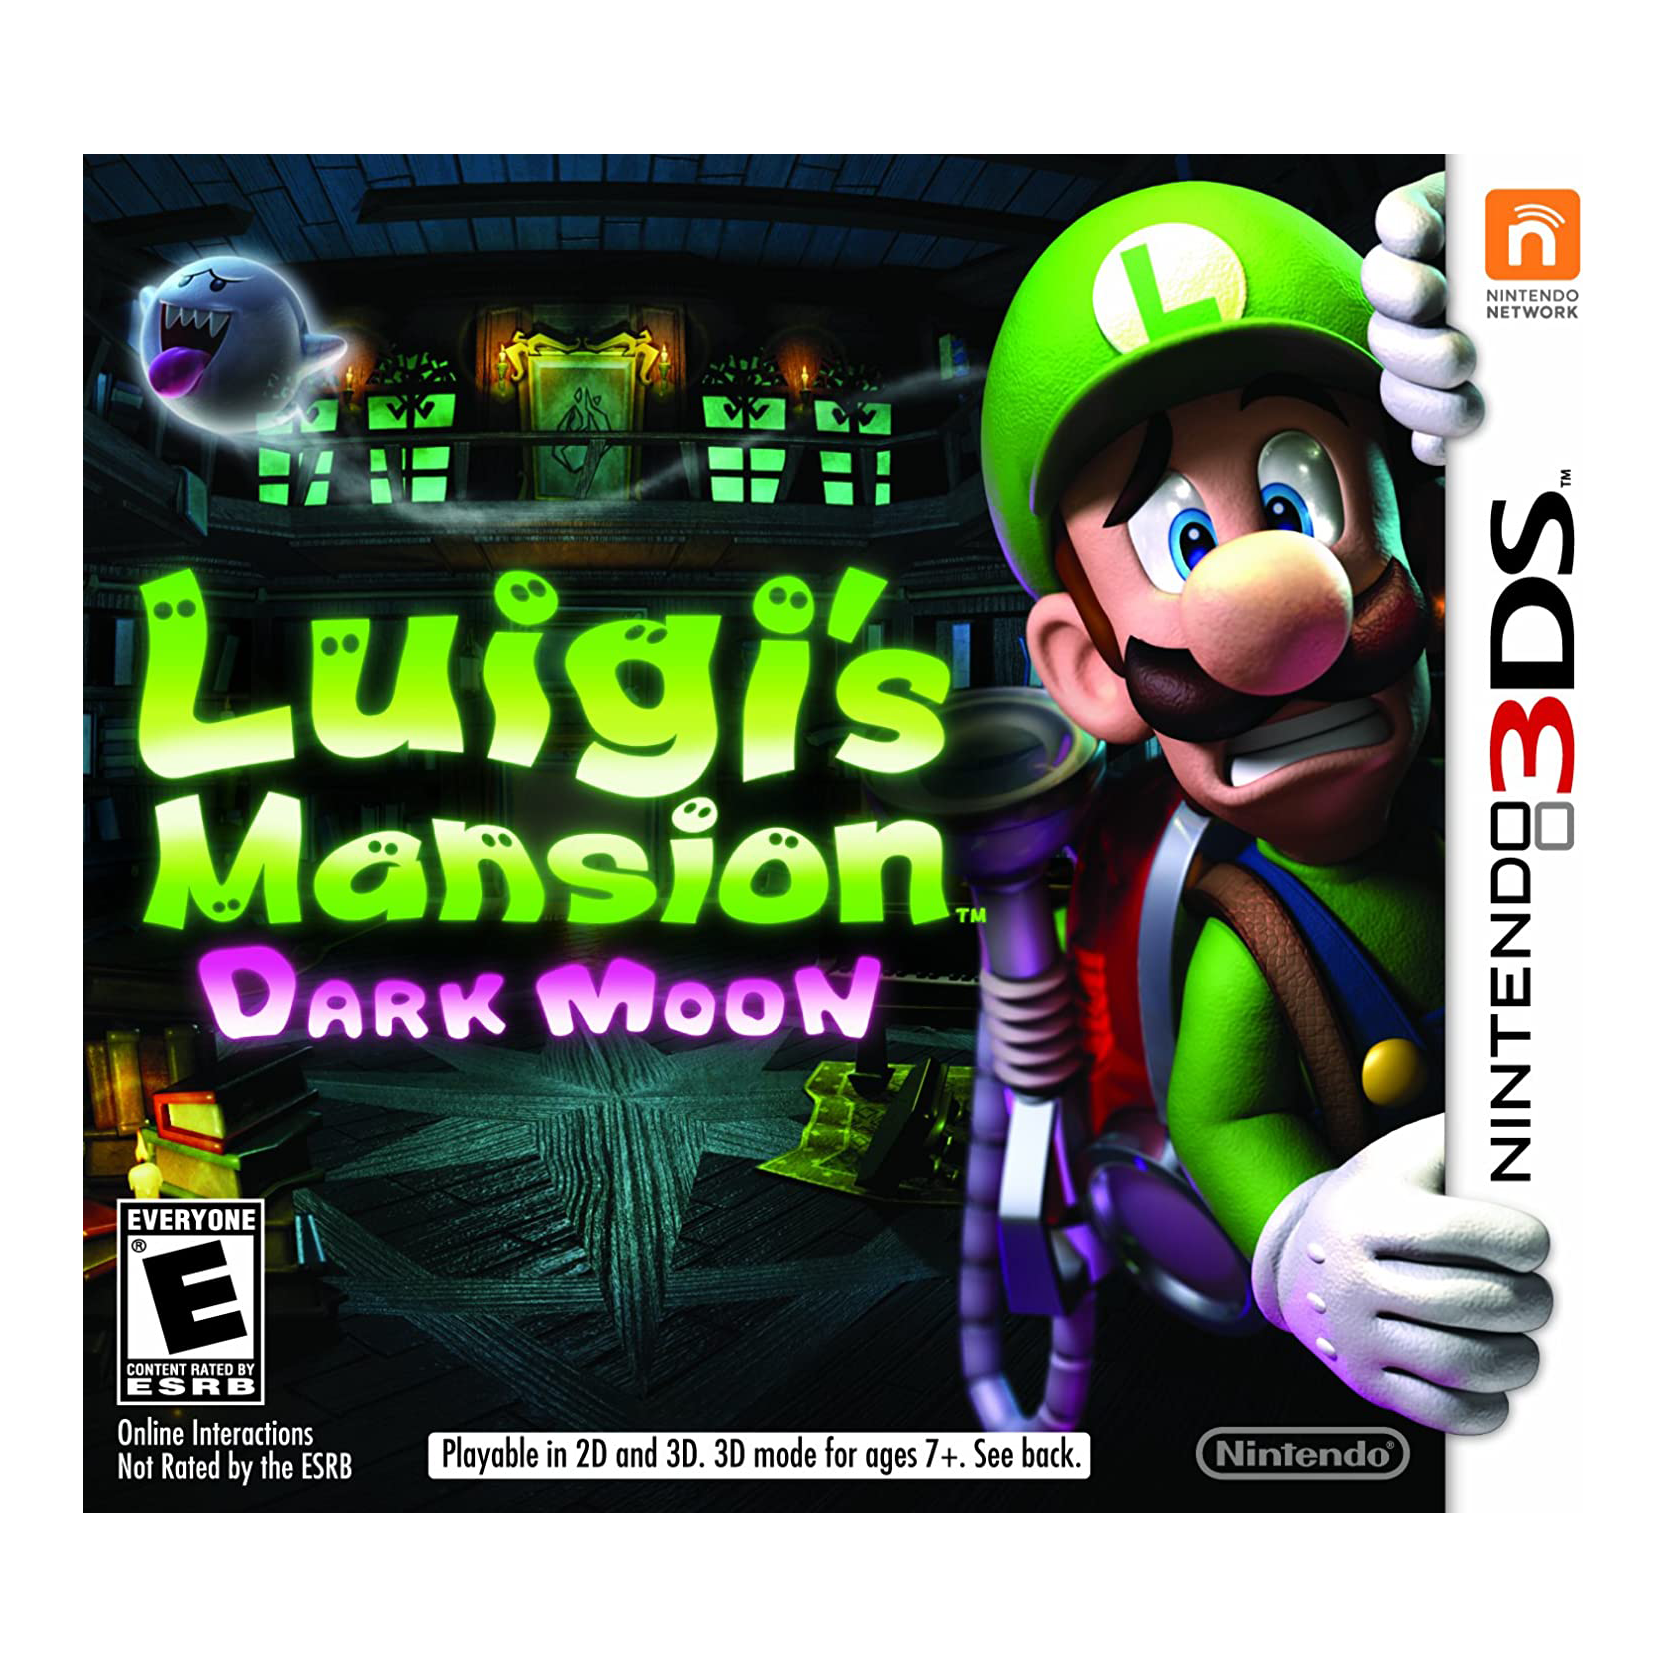 L
n
NINTENDO
NETWORK
NINTENDO 3DS™
Luigi's
Mansion™
DARK MOON
EVERYONE
E®
CONTENT RATED BY
ESRB
Online Interactions
Not Rated by the ESRB
Playable in 2D and 3D. 3D mode for ages 7+. See back.
Nintendo®